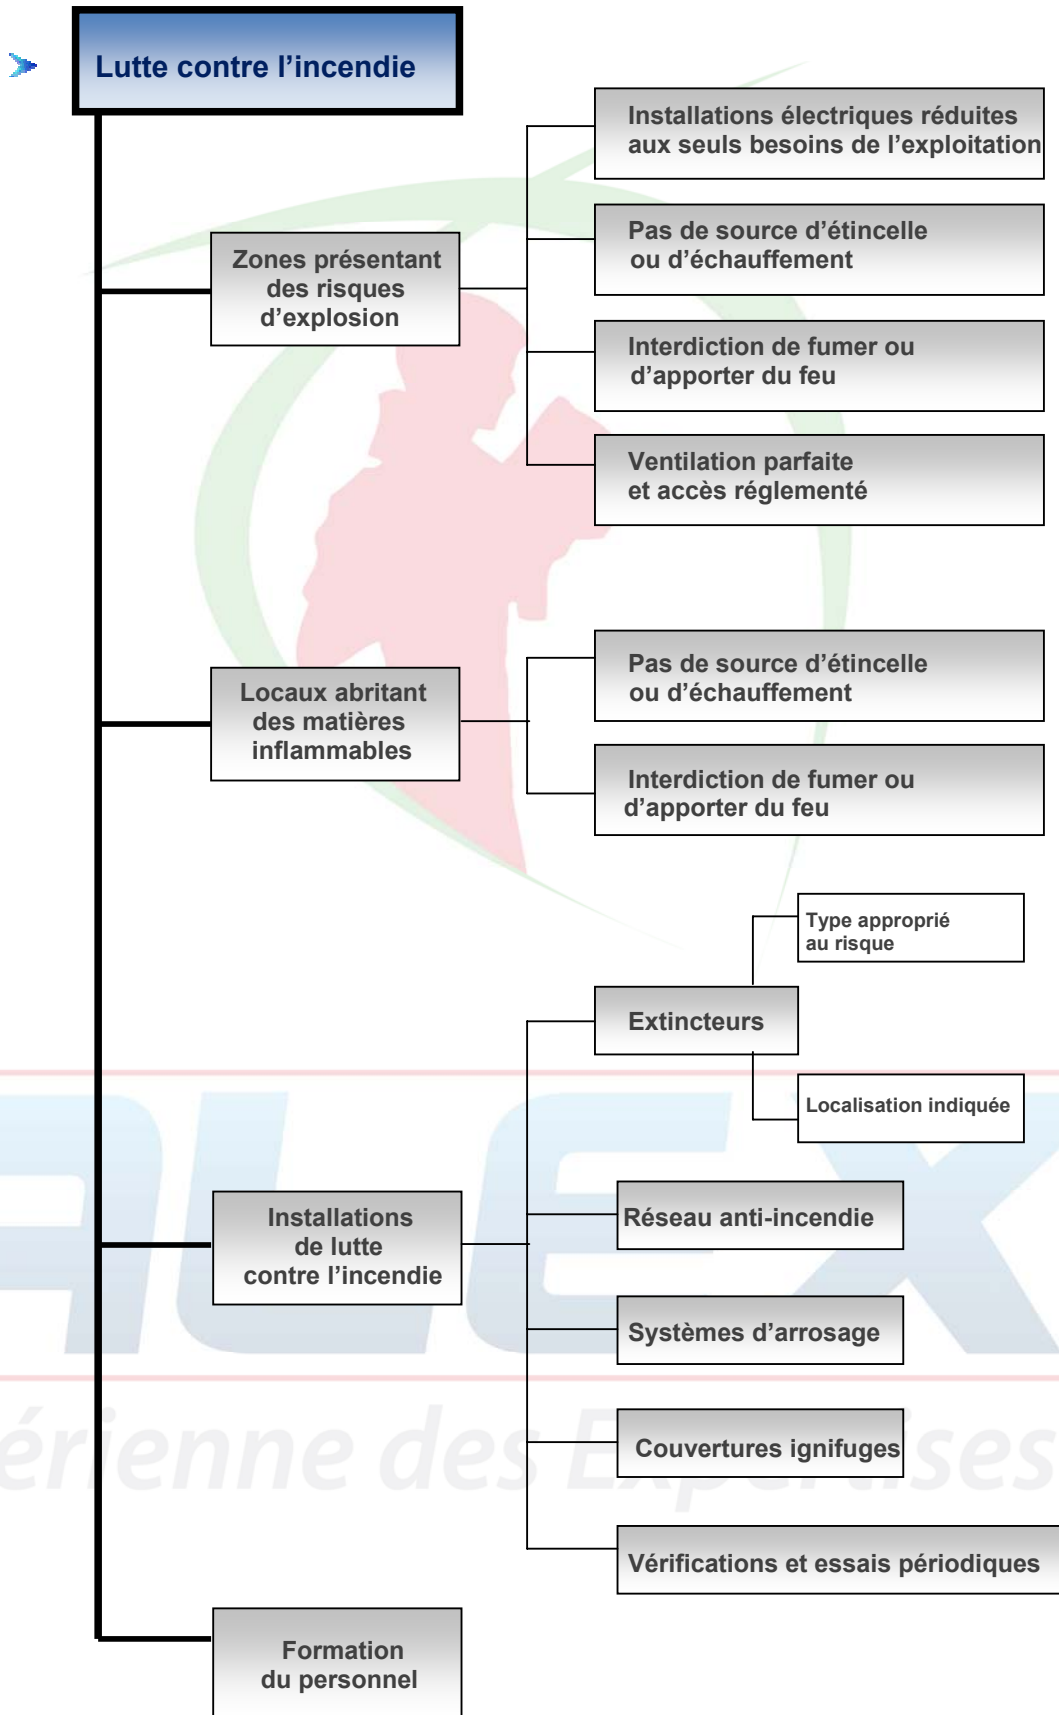 Lutte contre l’incendie
Installations électriques réduites
aux seuls besoins de l’exploitation
Pas de source d’étincelle
ou d’échauffement
Zones présentant
des risques
d’explosion
Interdiction de fumer ou
d’apporter du feu
Ventilation parfaite
et accès réglementé
Pas de source d’étincelle
ou d’échauffement
Locaux abritant
des matières
inflammables
Interdiction de fumer ou
d’apporter du feu
Type approprié
au risque
Extincteurs
Localisation indiquée
Installations
de lutte
contre l’incendie
Réseau anti-incendie
Systèmes d’arrosage
Couvertures ignifuges
Vérifications et essais périodiques
Formation
du personnel
ALEX
érienne des Expertises